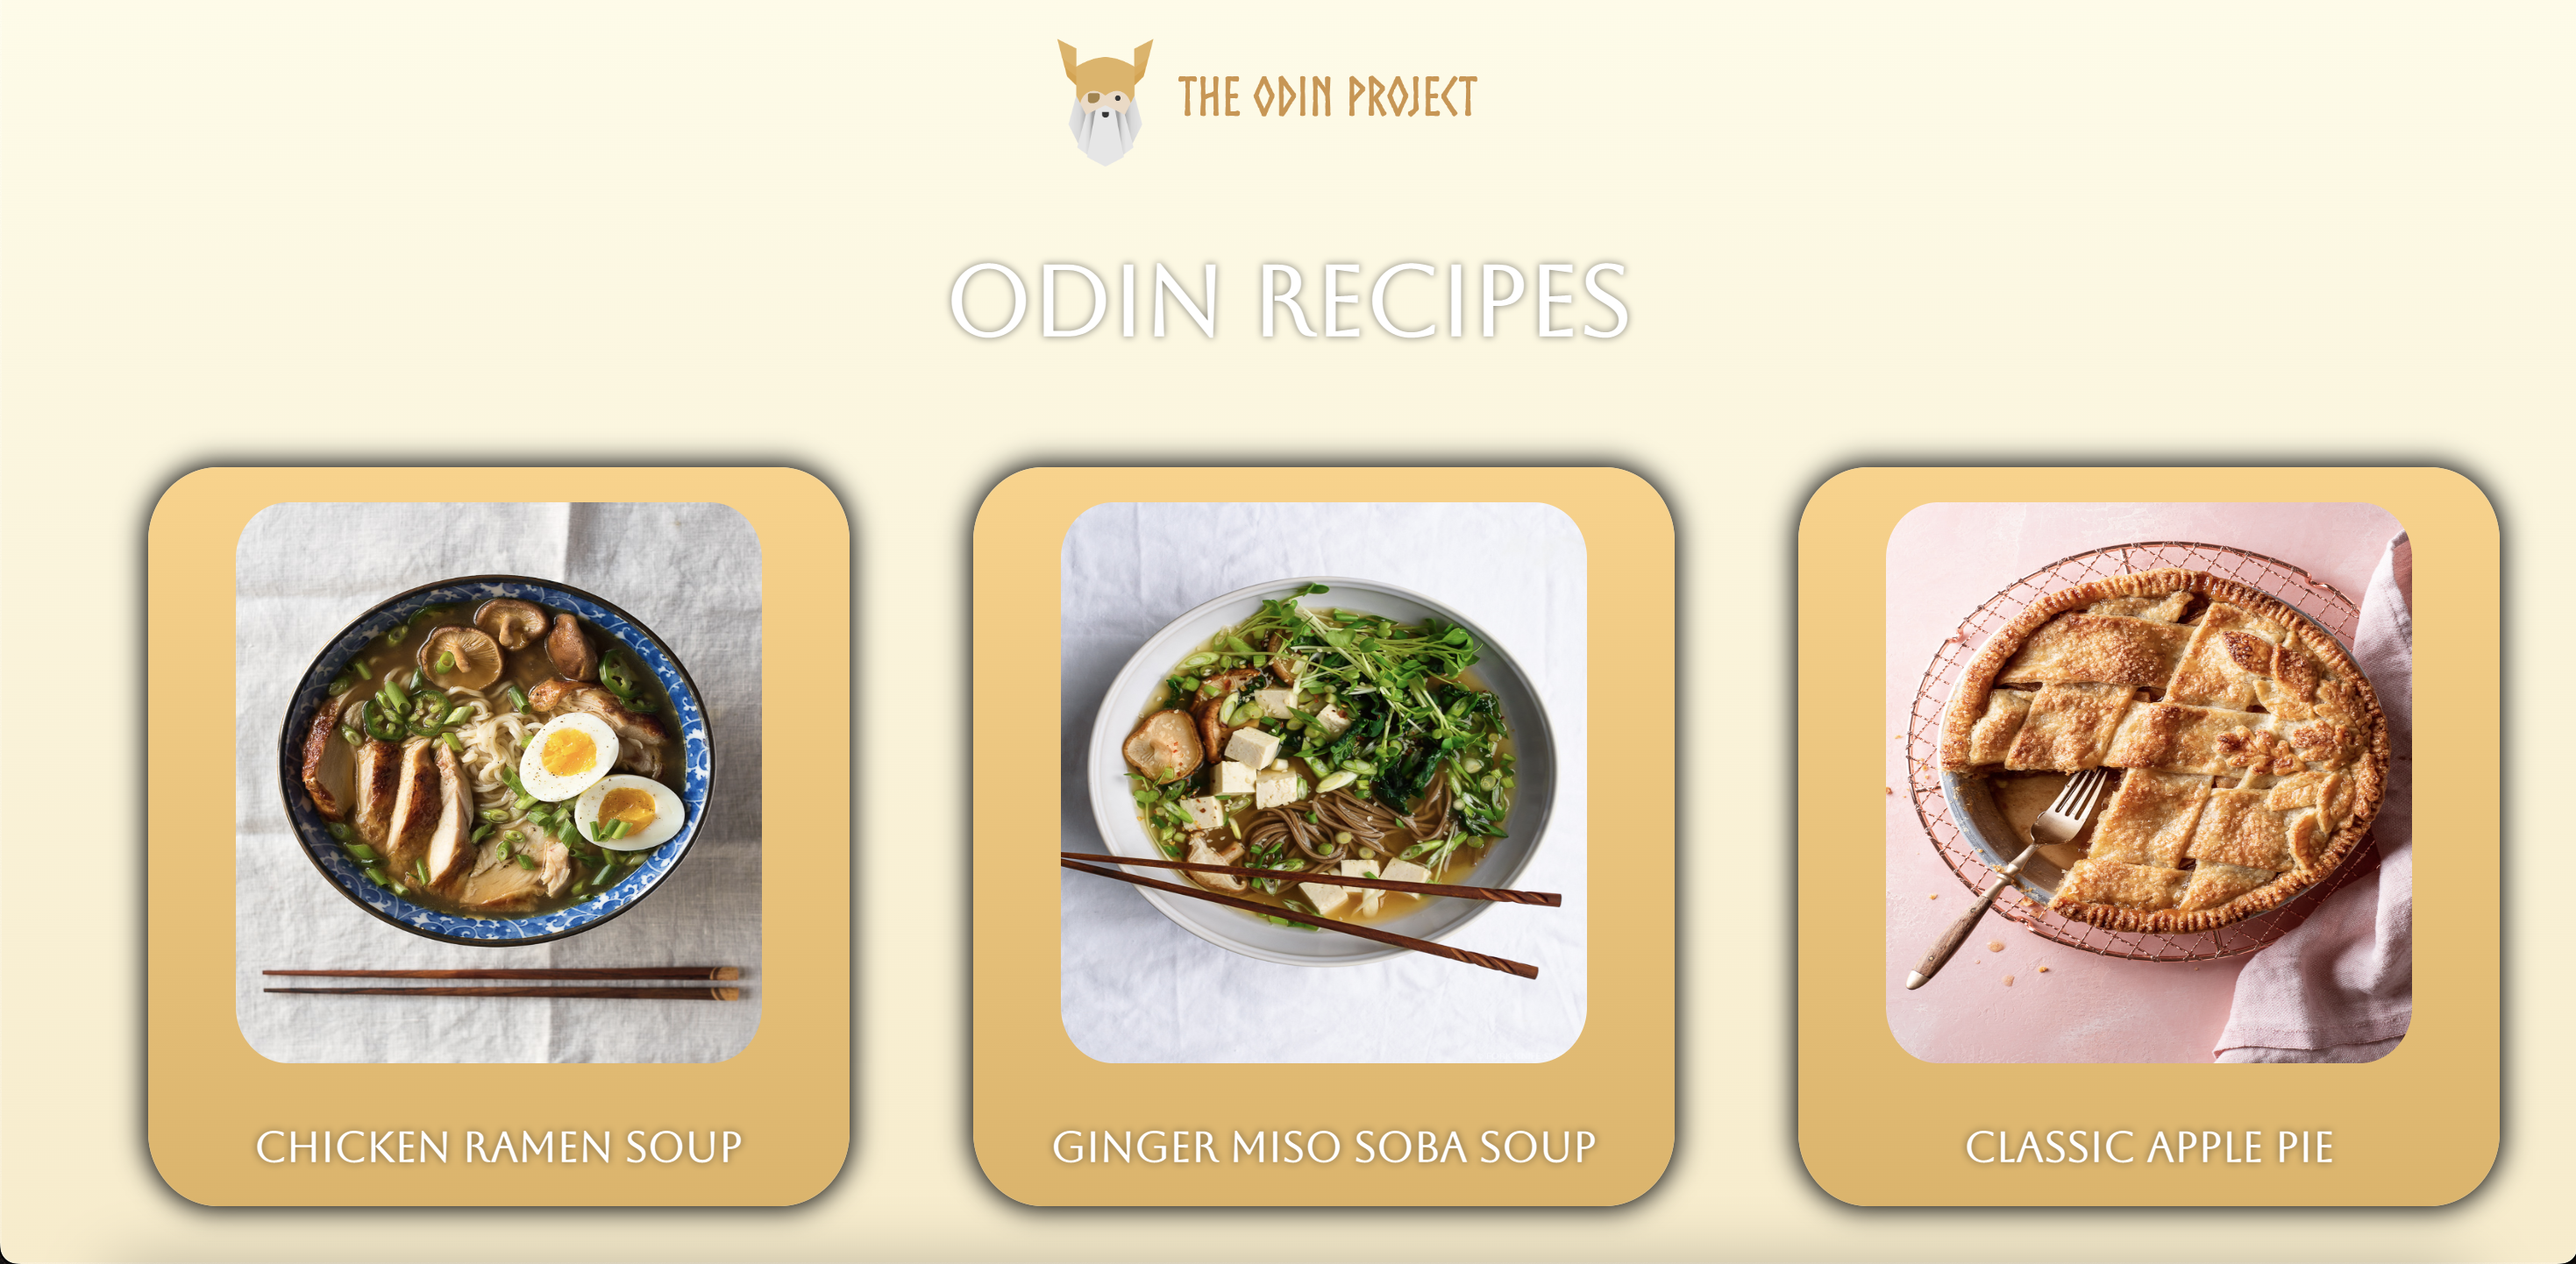 THE ODIN PROJECT
ODIN RECIPES
CHICKEN RAMEN SOUP
GINGER MISO SOBA SOUP
CLASSIC APPLE PIE